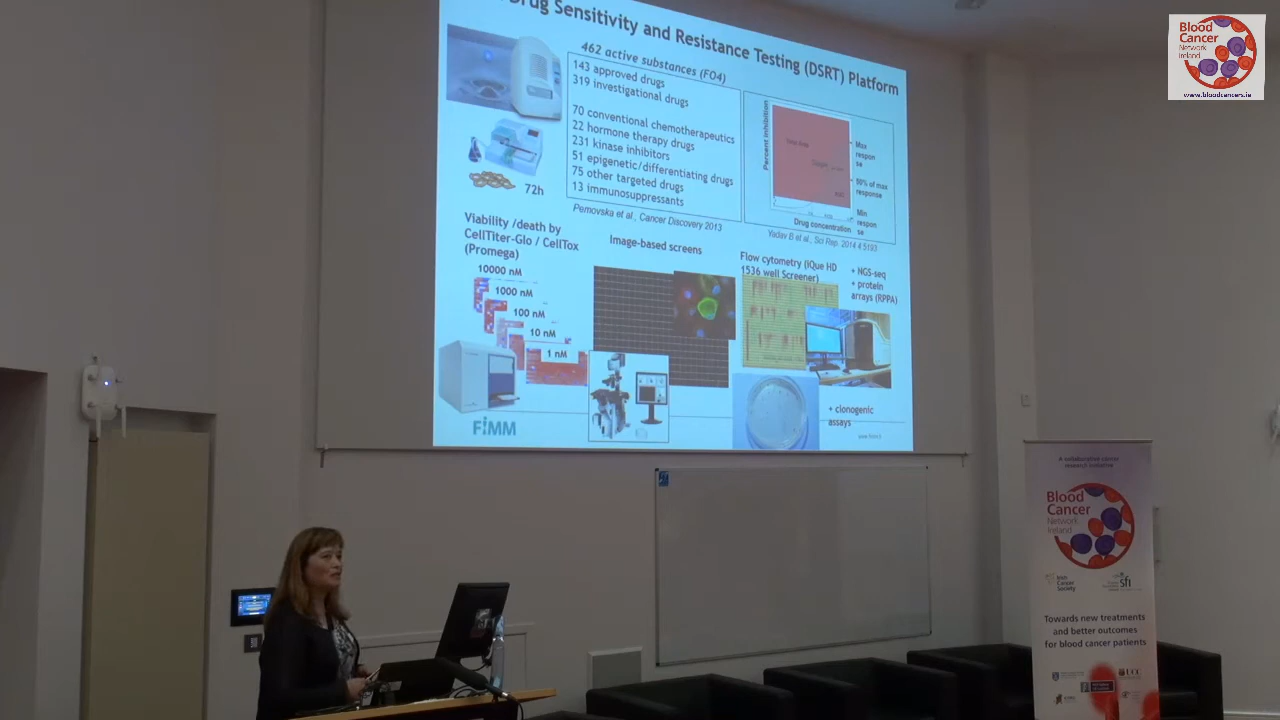 Drug Sensitivity and Resistance Testing (DSRT) Platform
462 active substances (FO4)
143 approved drugs
319 investigational drugs
70 conventional chemotherapeutics
22 hormone therapy drugs
231 kinase inhibitors
51 epigenetic/differentiating drugs
75 other targeted drugs
13 immunosuppressants
Pemovska et al., Cancer Discovery 2013
72h
Percent inhibition
Max
respon
se
50% of max
response
Min
respon
se
Drug concentration
Yadav B et al., Sci Rep. 2014 4:5193
Viability /death by
CellTiter-Glo / CellTox
(Promega)
10000 nM
1000 nM
100 nM
10 nM
1 nM
Image-based screens
Flow cytometry (iQue HD
1536 well Screener)
+ NGS-seq
+ protein
arrays (RPPA)
+ clonogenic
assays
FIMM
Blood
Cancer
Network
Ireland
www.bloodcancers.ie
A collaborative cancer
research initiative
Blood
Cancer
Network
Ireland
Irish
Cancer
Society
sfi
Towards new treatments
and better outcomes
for blood cancer patients
UCC